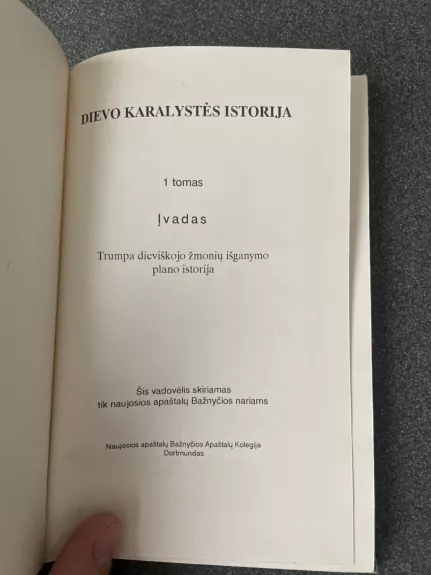 DIEVO KARALYSTĖS ISTORIJA
1 tomas
Įvadas
Trumpa dieviškojo žmonių išganymo
plano istorija
Šis vadovėlis skiriamas
tik naujosios apaštalų Bažnyčios nariams
Naujosios apaštalų Bažnyčios Apaštalų Kolegija
Dortmundas